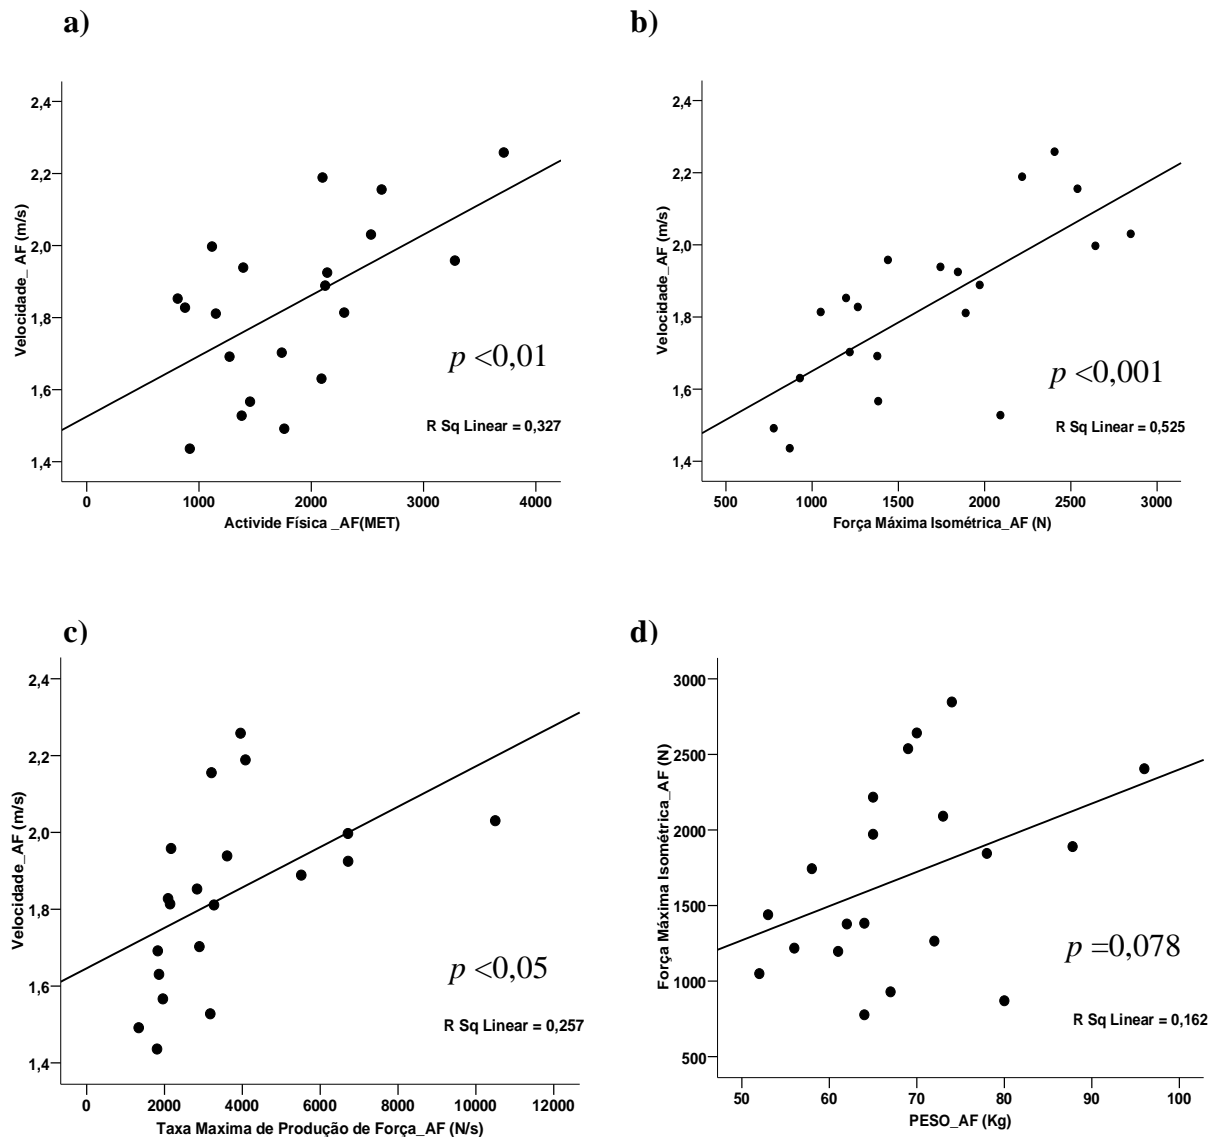 a)
2,4
2,2
2,0
1,8
1,6
1,4
Velocidade_ AF (m/s)
p <0,01
R Sq Linear = 0,327
0 1000 2000 3000 4000
Activide Física _AF(MET)
b)
2,4
2,2
2,0
1,8
1,6
1,4
Velocidade_AF (m/s)
p <0,001
R Sq Linear = 0,525
500 1000 1500 2000 2500 3000
Força Máxima Isométrica_AF (N)
c)
2,4
2,2
2,0
1,8
1,6
1,4
Velocidade_AF (m/s)
p <0,05
R Sq Linear = 0,257
0 2000 4000 6000 8000 10000 12000
Taxa Maxima de Produção de Força_AF (N/s)
d)
3000
2500
2000
1500
1000
500
Força Máxima Isométrica_AF (N)
p =0,078
R Sq Linear = 0,162
50 60 70 80 90 100
PESO_AF (Kg)